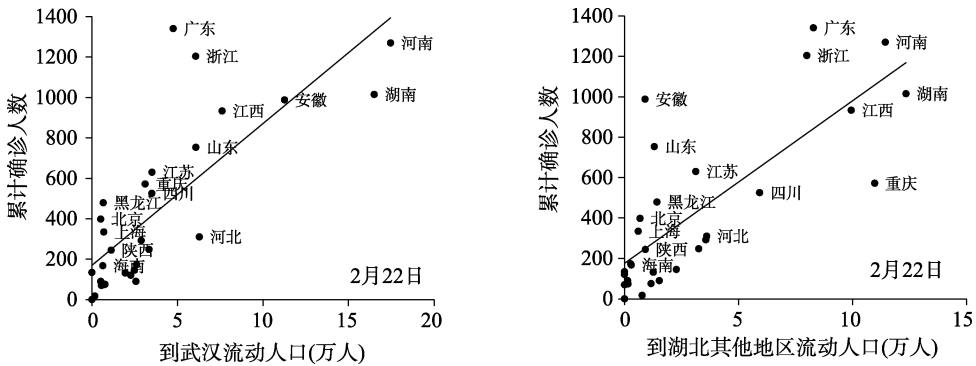 1400
1200
1000
800
600
400
200
0
累计确诊人数
广东
河南
浙江
安徽
湖南
江西
山东
江苏
重庆
四川
黑龙江
北京
上海
河北
陕西
海南
2月22日
0 5 10 15 20
到武汉流动人口(万人)
1400
1200
1000
800
600
400
200
0
累计确诊人数
广东
河南
浙江
安徽
湖南
江西
山东
江苏
重庆
四川
黑龙江
北京
上海
河北
陕西
海南
2月22日
0 5 10 15
到湖北其他地区流动人口(万人)